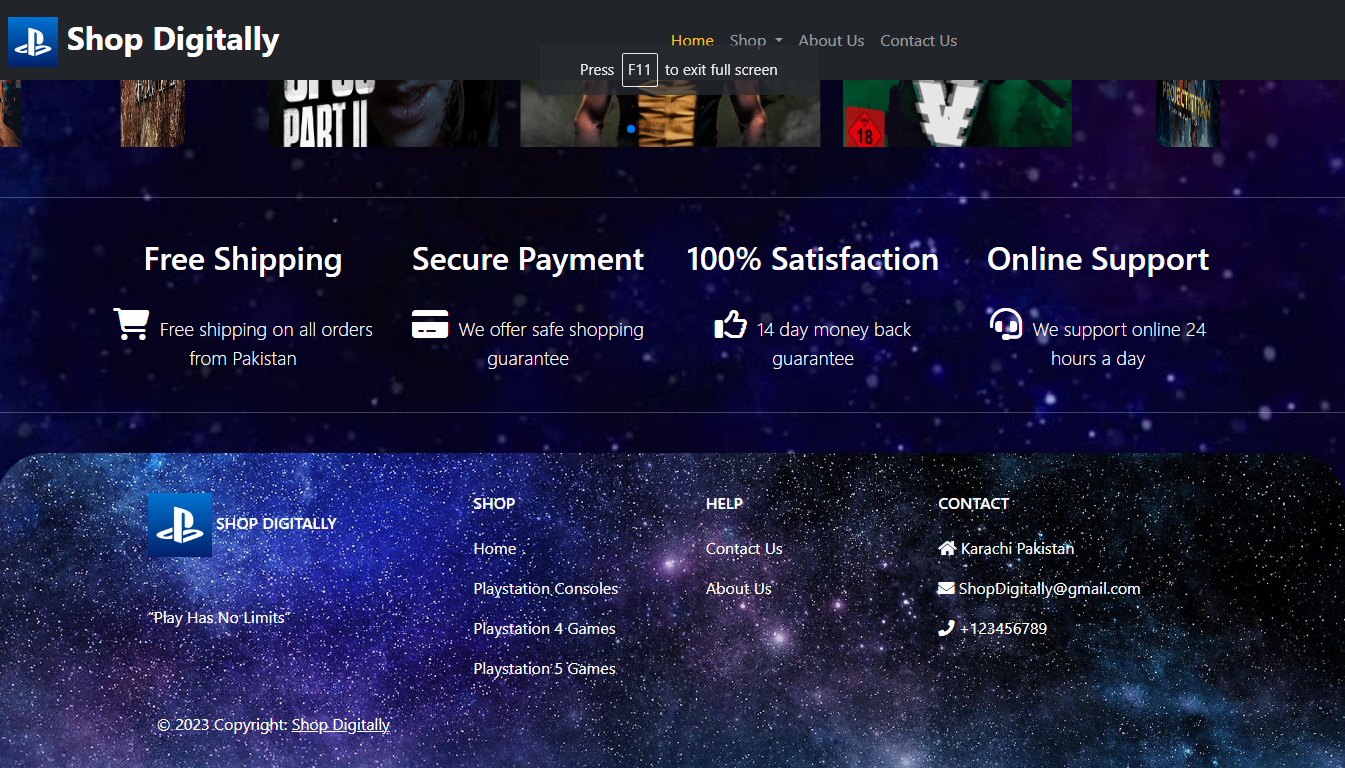 Shop Digitally
Home Shop About Us Contact Us
Press F11 to exit full screen
PART II
18
Free Shipping
Free shipping on all orders
from Pakistan
Secure Payment
We offer safe shopping
guarantee
100% Satisfaction
14 day money back
guarantee
Online Support
We support online 24
hours a day
SHOP DIGITALLY
“Play Has No Limits”
SHOP
Home
Playstation Consoles
Playstation 4 Games
Playstation 5 Games
HELP
Contact Us
About Us
CONTACT
Karachi Pakistan
ShopDigitally@gmail.com
+123456789
© 2023 Copyright: Shop Digitally